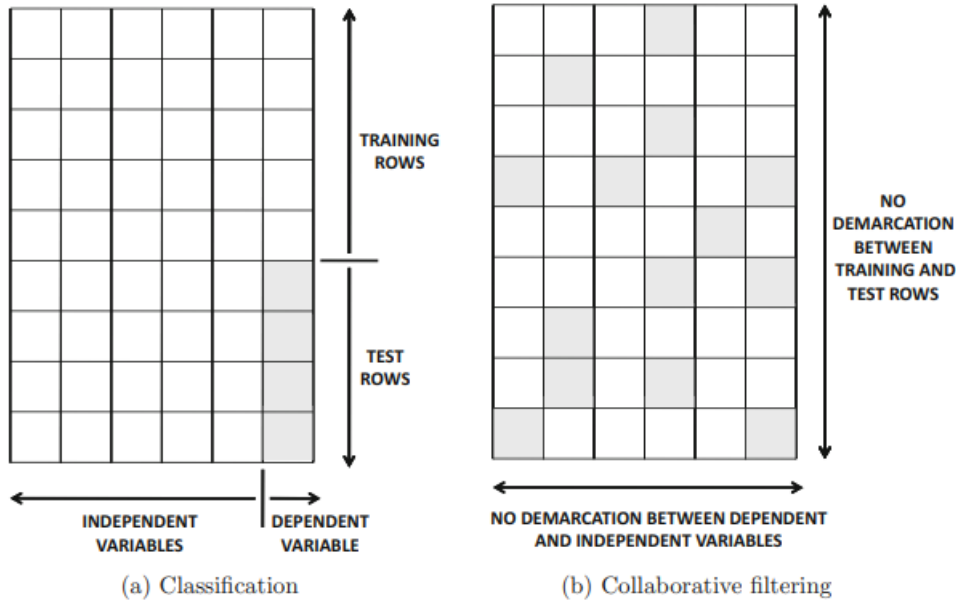 TRAINING
ROWS
TEST
ROWS
INDEPENDENT
VARIABLES
DEPENDENT
VARIABLE
(a) Classification
NO
DEMARCATION
BETWEEN
TRAINING AND
TEST ROWS
NO DEMARCATION BETWEEN DEPENDENT
AND INDEPENDENT VARIABLES
(b) Collaborative filtering